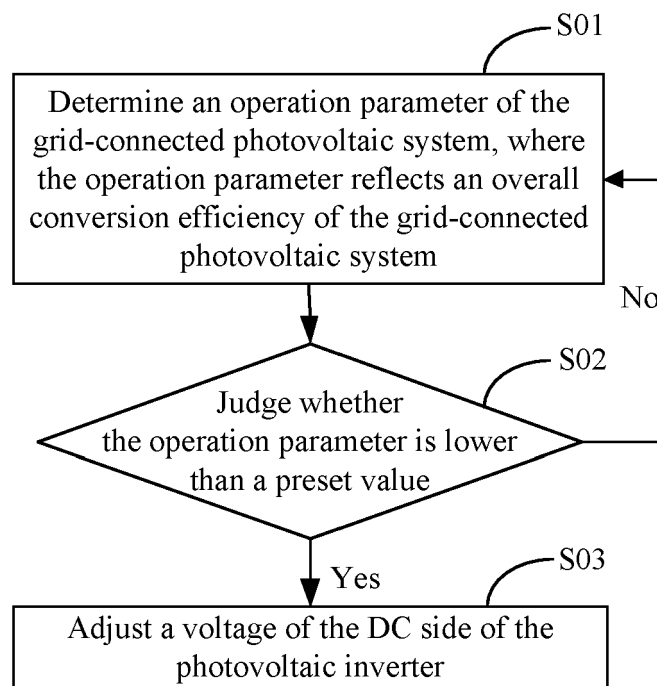 S01
Determine an operation parameter of the
grid-connected photovoltaic system, where
the operation parameter reflects an overall
conversion efficiency of the grid-connected
photovoltaic system
No
S02
Judge whether
the operation parameter is lower
than a preset value
S03
Yes
Adjust a voltage of the DC side of the
photovoltaic inverter